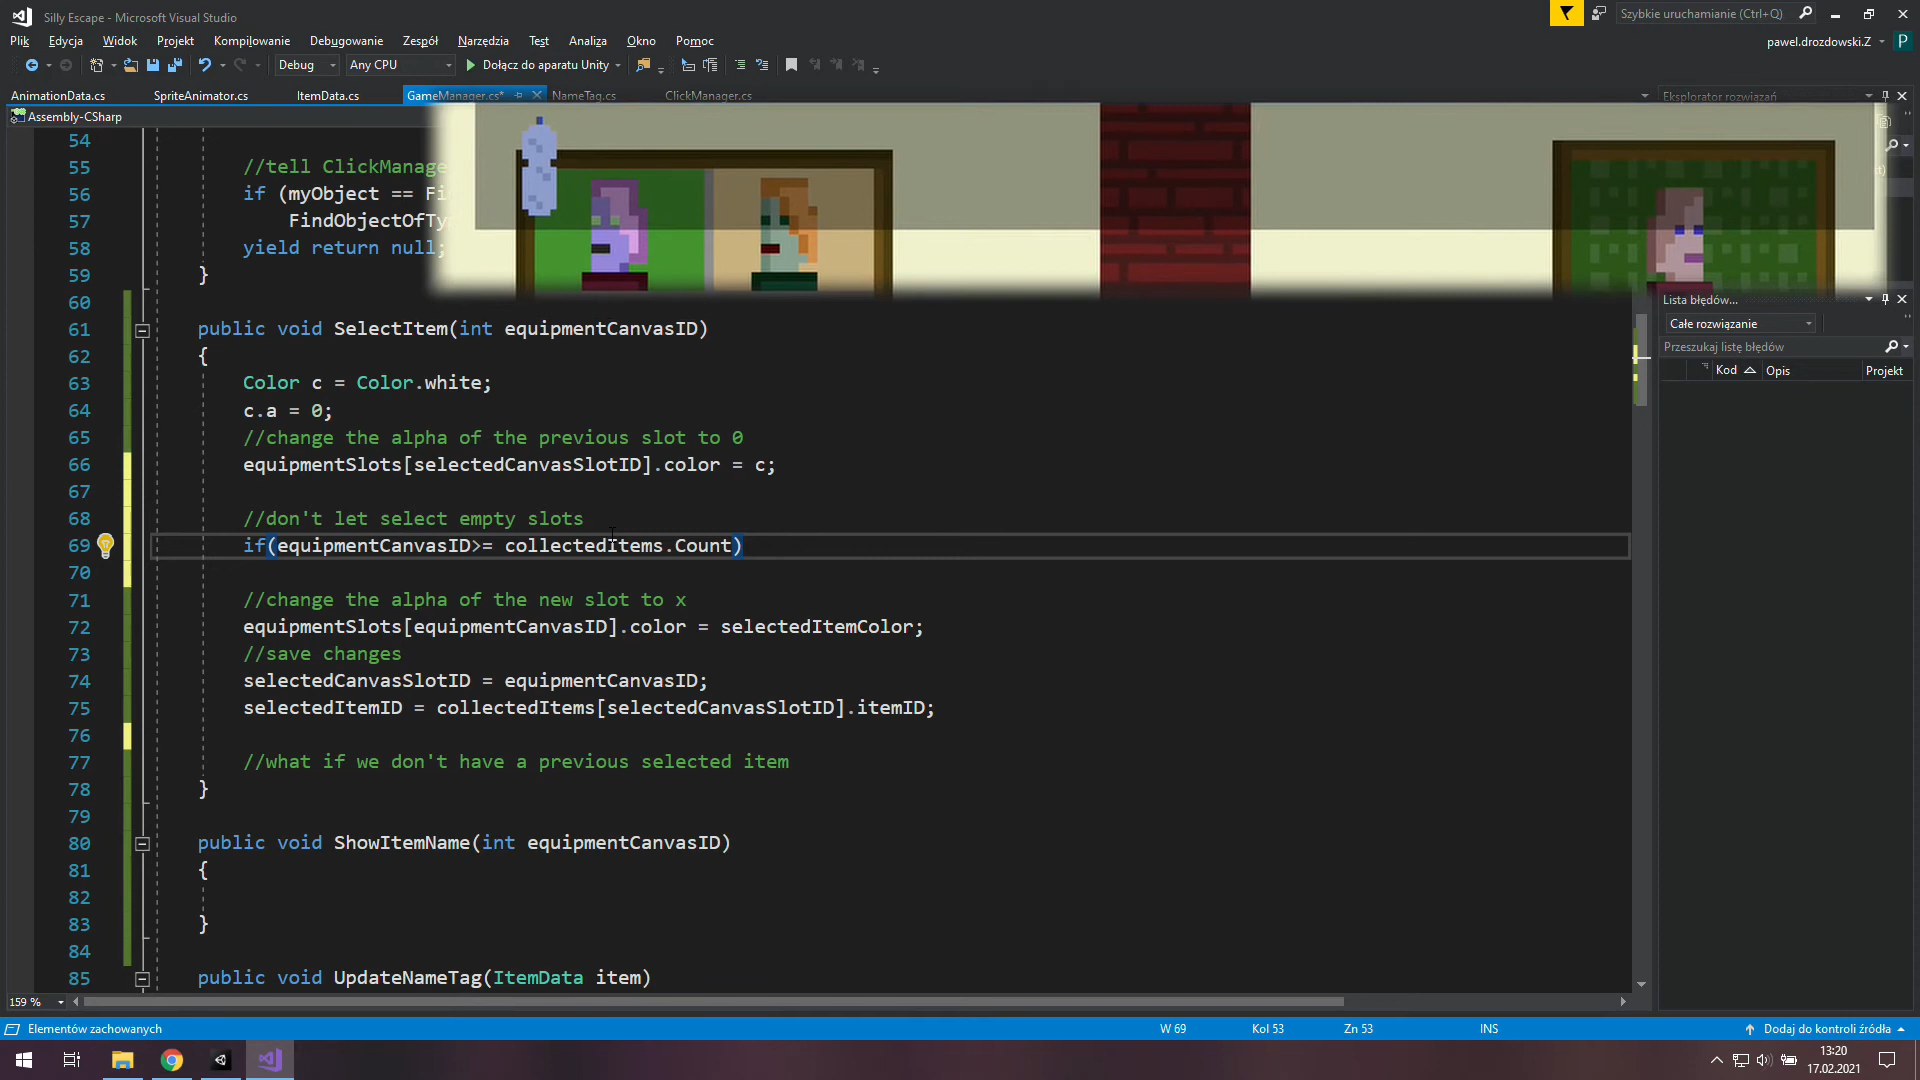 Silly Escape - Microsoft Visual Studio
Szybkie uruchamianie (Ctrl+Q)
Plik Edycja Widok Projekt Kompilowanie Debugowanie Zespół Narzędzia Test Analiza Okno Pomoc
pawel.drozdowski.Z P
Debug Any CPU Dołącz do aparatu Unity
AnimationData.cs SpriteAnimator.cs ItemData.cs GameManager.cs* NameTag.cs ClickManager.cs
Eksplorator rozwiązań
Assembly-CSharp
54
55 //tell ClickManage
56 if (myObject == Fi
57 FindObjectOfTy
58 yield return null;
59 }
60
61 public void SelectItem(int equipmentCanvasID)
62 {
63 Color c = Color.white;
64 c.a = 0;
65 //change the alpha of the previous slot to 0
66 equipmentSlots[selectedCanvasSlotID].color = c;
67
68 //don't let select empty slots
69 if(equipmentCanvasID>= collectedItems.Count)
70
71 //change the alpha of the new slot to x
72 equipmentSlots[equipmentCanvasID].color = selectedItemColor;
73 //save changes
74 selectedCanvasSlotID = equipmentCanvasID;
75 selectedItemID = collectedItems[selectedCanvasSlotID].itemID;
76
77 //what if we don't have a previous selected item
78 }
79
80 public void ShowItemName(int equipmentCanvasID)
81 {
82
83 }
84
85 public void UpdateNameTag(ItemData item)
Lista błędów...
Całe rozwiązanie
Przeszukaj listę błędów
Kod Opis Projekt
159 %
Elementów zachowanych
W 69 Kol 53 Zn 53 INS
Dodaj do kontroli źródła
13:20
17.02.2021